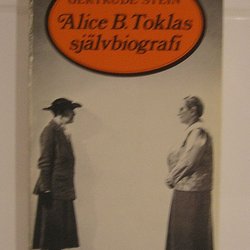 GERTRUDE STEIN
Alice B. Toklas
självbiografi